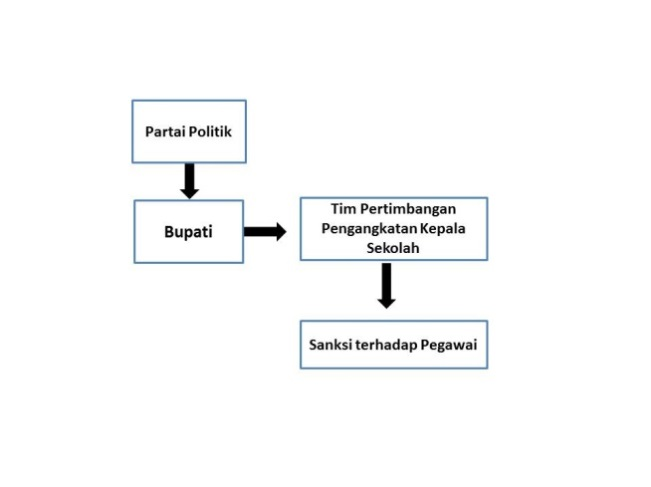 Partai Politik
Bupati
Tim Pertimbangan
Pengangkatan Kepala
Sekolah
Sanksi terhadap Pegawai